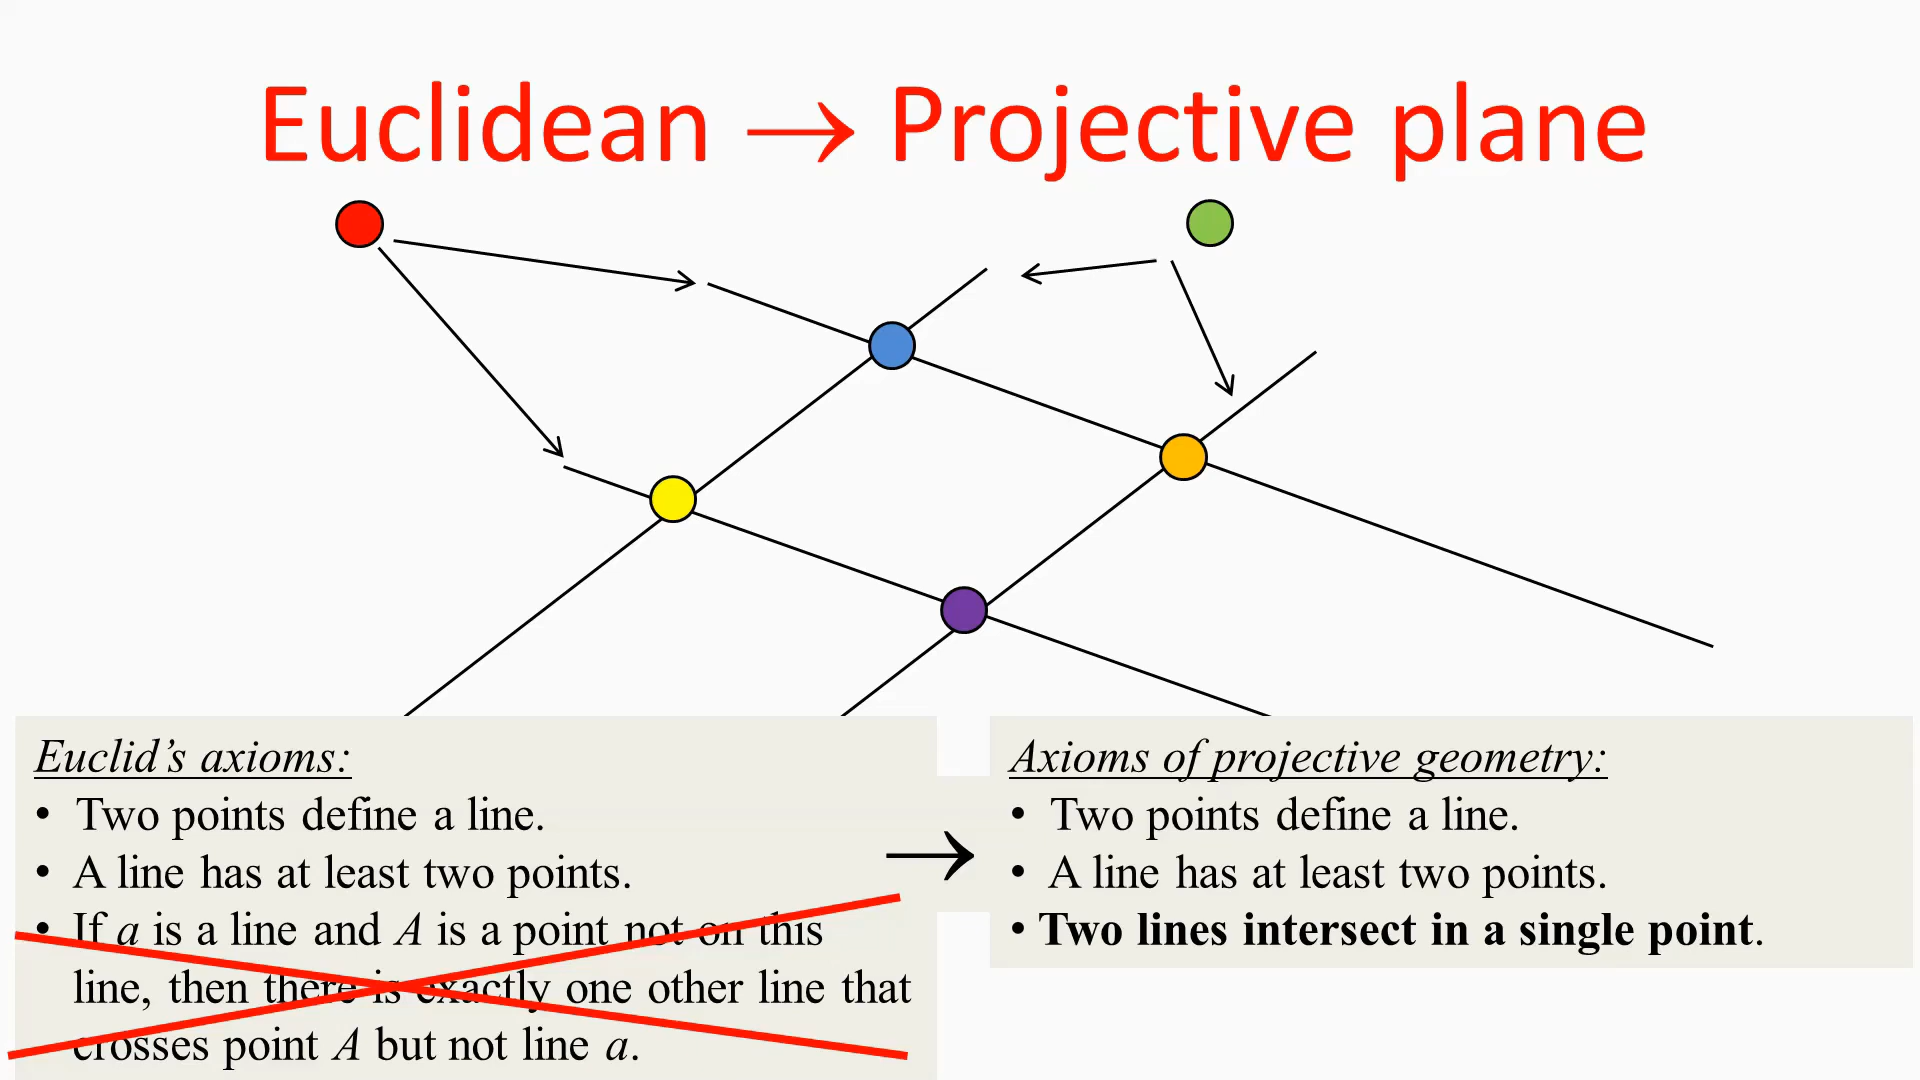 Euclidean → Projective plane
Euclid’s axioms:
• Two points define a line.
• A line has at least two points.
• If a is a line and A is a point not on this
line, then there is exactly one other line that
crosses point A but not line a.
→
Axioms of projective geometry:
• Two points define a line.
• A line has at least two points.
• Two lines intersect in a single point.